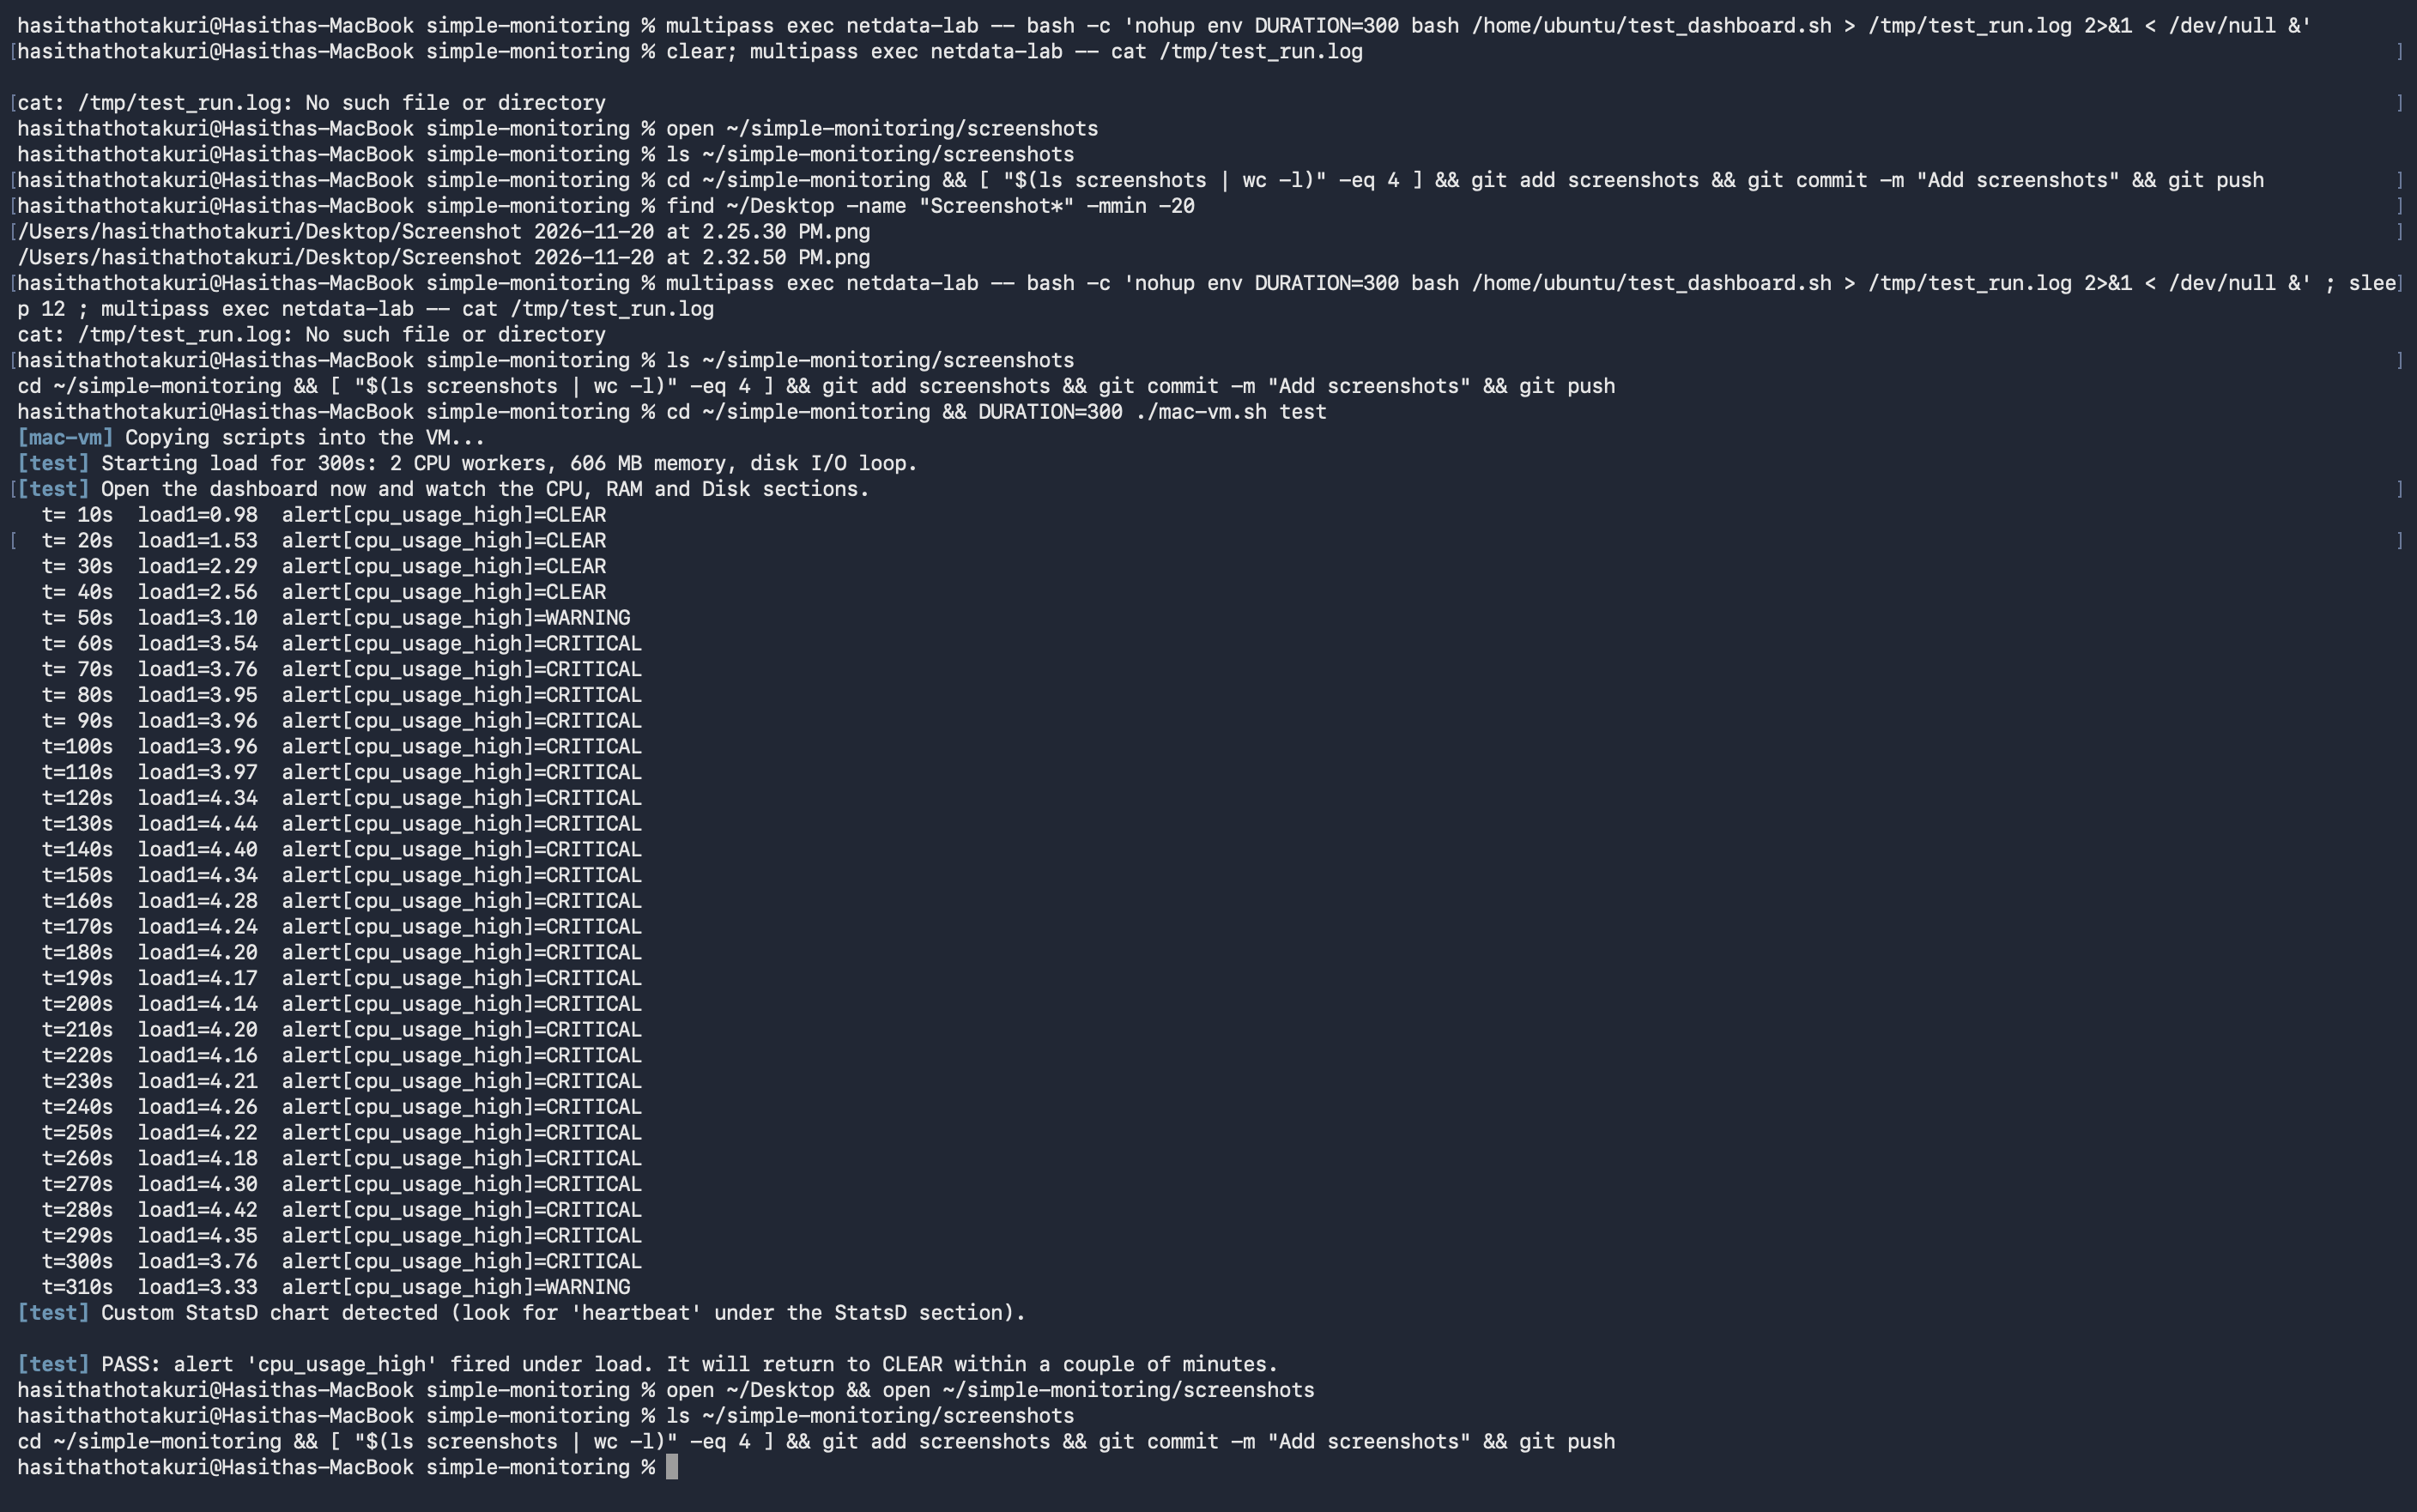 hasithathotakuri@Hasithas-MacBook simple-monitoring % multipass exec netdata-lab -- bash -c 'nohup env DURATION=300 bash /home/ubuntu/test_dashboard.sh > /tmp/test_run.log 2>&1 < /dev/null &'
[hasithathotakuri@Hasithas-MacBook simple-monitoring % clear; multipass exec netdata-lab -- cat /tmp/test_run.log ]

[cat: /tmp/test_run.log: No such file or directory ]
hasithathotakuri@Hasithas-MacBook simple-monitoring % open ~/simple-monitoring/screenshots
hasithathotakuri@Hasithas-MacBook simple-monitoring % ls ~/simple-monitoring/screenshots
[hasithathotakuri@Hasithas-MacBook simple-monitoring % cd ~/simple-monitoring && [ "$(ls screenshots | wc -l)" -eq 4 ] && git add screenshots && git commit -m "Add screenshots" && git push ]
[hasithathotakuri@Hasithas-MacBook simple-monitoring % find ~/Desktop -name "Screenshot*" -mmin -20 ]
[/Users/hasithathotakuri/Desktop/Screenshot 2026-11-20 at 2.25.30 PM.png ]
/Users/hasithathotakuri/Desktop/Screenshot 2026-11-20 at 2.32.50 PM.png
[hasithathotakuri@Hasithas-MacBook simple-monitoring % multipass exec netdata-lab -- bash -c 'nohup env DURATION=300 bash /home/ubuntu/test_dashboard.sh > /tmp/test_run.log 2>&1 < /dev/null &' ; slee]
p 12 ; multipass exec netdata-lab -- cat /tmp/test_run.log
cat: /tmp/test_run.log: No such file or directory
[hasithathotakuri@Hasithas-MacBook simple-monitoring % ls ~/simple-monitoring/screenshots ]
cd ~/simple-monitoring && [ "$(ls screenshots | wc -l)" -eq 4 ] && git add screenshots && git commit -m "Add screenshots" && git push
hasithathotakuri@Hasithas-MacBook simple-monitoring % cd ~/simple-monitoring && DURATION=300 ./mac-vm.sh test
[mac-vm] Copying scripts into the VM...
[test] Starting load for 300s: 2 CPU workers, 606 MB memory, disk I/O loop.
[[test] Open the dashboard now and watch the CPU, RAM and Disk sections. ]
t= 10s  load1=0.98  alert[cpu_usage_high]=CLEAR
[ t= 20s  load1=1.53  alert[cpu_usage_high]=CLEAR ]
t= 30s  load1=2.29  alert[cpu_usage_high]=CLEAR
t= 40s  load1=2.56  alert[cpu_usage_high]=CLEAR
t= 50s  load1=3.10  alert[cpu_usage_high]=WARNING
t= 60s  load1=3.54  alert[cpu_usage_high]=CRITICAL
t= 70s  load1=3.76  alert[cpu_usage_high]=CRITICAL
t= 80s  load1=3.95  alert[cpu_usage_high]=CRITICAL
t= 90s  load1=3.96  alert[cpu_usage_high]=CRITICAL
t=100s  load1=3.96  alert[cpu_usage_high]=CRITICAL
t=110s  load1=3.97  alert[cpu_usage_high]=CRITICAL
t=120s  load1=4.34  alert[cpu_usage_high]=CRITICAL
t=130s  load1=4.44  alert[cpu_usage_high]=CRITICAL
t=140s  load1=4.40  alert[cpu_usage_high]=CRITICAL
t=150s  load1=4.34  alert[cpu_usage_high]=CRITICAL
t=160s  load1=4.28  alert[cpu_usage_high]=CRITICAL
t=170s  load1=4.24  alert[cpu_usage_high]=CRITICAL
t=180s  load1=4.20  alert[cpu_usage_high]=CRITICAL
t=190s  load1=4.17  alert[cpu_usage_high]=CRITICAL
t=200s  load1=4.14  alert[cpu_usage_high]=CRITICAL
t=210s  load1=4.20  alert[cpu_usage_high]=CRITICAL
t=220s  load1=4.16  alert[cpu_usage_high]=CRITICAL
t=230s  load1=4.21  alert[cpu_usage_high]=CRITICAL
t=240s  load1=4.26  alert[cpu_usage_high]=CRITICAL
t=250s  load1=4.22  alert[cpu_usage_high]=CRITICAL
t=260s  load1=4.18  alert[cpu_usage_high]=CRITICAL
t=270s  load1=4.30  alert[cpu_usage_high]=CRITICAL
t=280s  load1=4.42  alert[cpu_usage_high]=CRITICAL
t=290s  load1=4.35  alert[cpu_usage_high]=CRITICAL
t=300s  load1=3.76  alert[cpu_usage_high]=CRITICAL
t=310s  load1=3.33  alert[cpu_usage_high]=WARNING
[test] Custom StatsD chart detected (look for 'heartbeat' under the StatsD section).

[test] PASS: alert 'cpu_usage_high' fired under load. It will return to CLEAR within a couple of minutes.
hasithathotakuri@Hasithas-MacBook simple-monitoring % open ~/Desktop && open ~/simple-monitoring/screenshots
hasithathotakuri@Hasithas-MacBook simple-monitoring % ls ~/simple-monitoring/screenshots
cd ~/simple-monitoring && [ "$(ls screenshots | wc -l)" -eq 4 ] && git add screenshots && git commit -m "Add screenshots" && git push
hasithathotakuri@Hasithas-MacBook simple-monitoring %